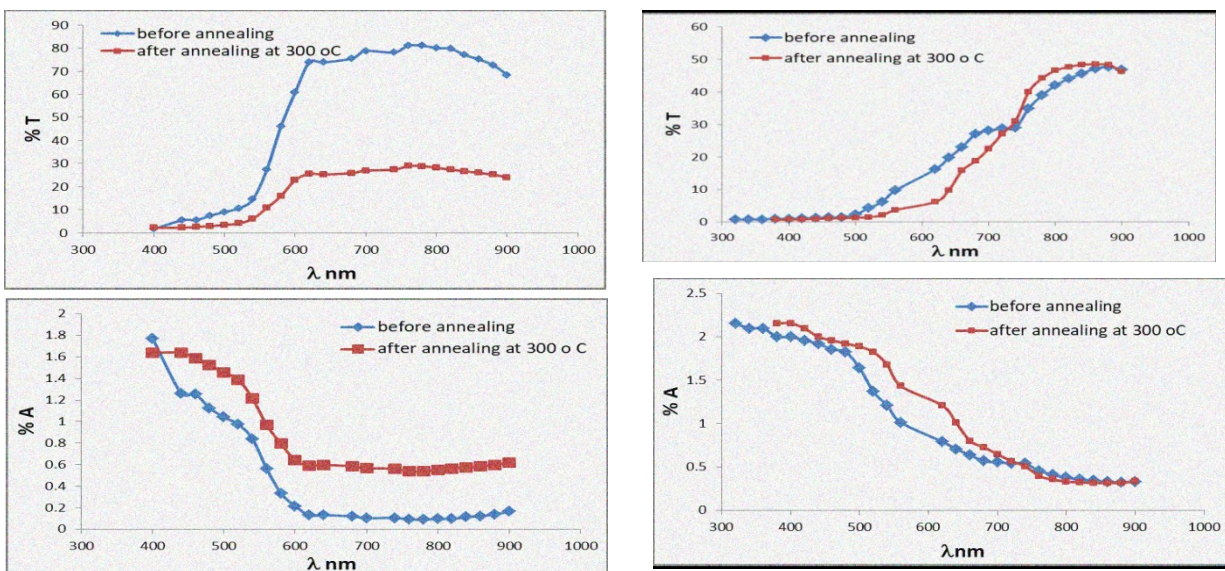 90
80
70
60
50
40
30
20
10
0
% T
before annealing
after annealing at 300 oC
300 400 500 600 700 800 900 1000
λ nm
60
50
40
30
20
10
0
% T
before annealing
after annealing at 300 o C
300 400 500 600 700 800 900 1000
λ nm
2
1.8
1.6
1.4
1.2
1
0.8
0.6
0.4
0.2
0
% A
before annealing
after annealing at 300 o C
300 400 500 600 700 800 900 1000
λ nm
2.5
2
1.5
1
0.5
0
% A
before annealing
after annealing at 300 oC
300 400 500 600 700 800 900 1000
λnm